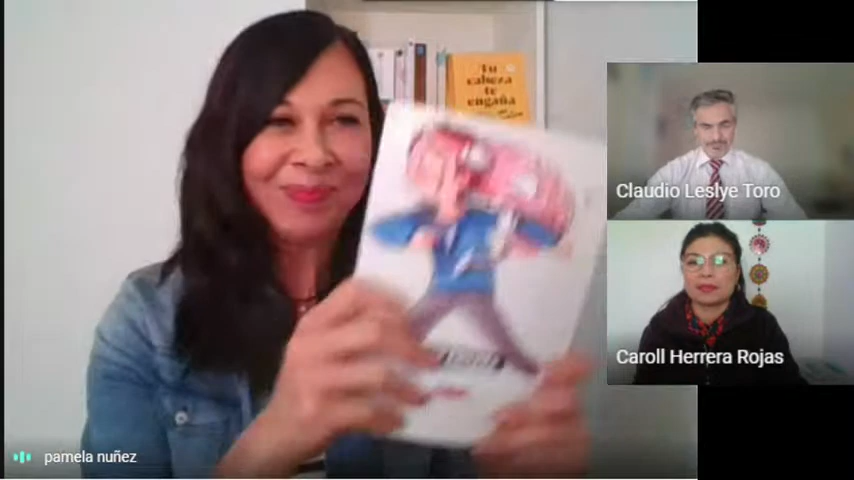 Tu
cabeza
te
engaña
Claudio Leslye Toro
Caroll Herrera Rojas
pamela nuñez